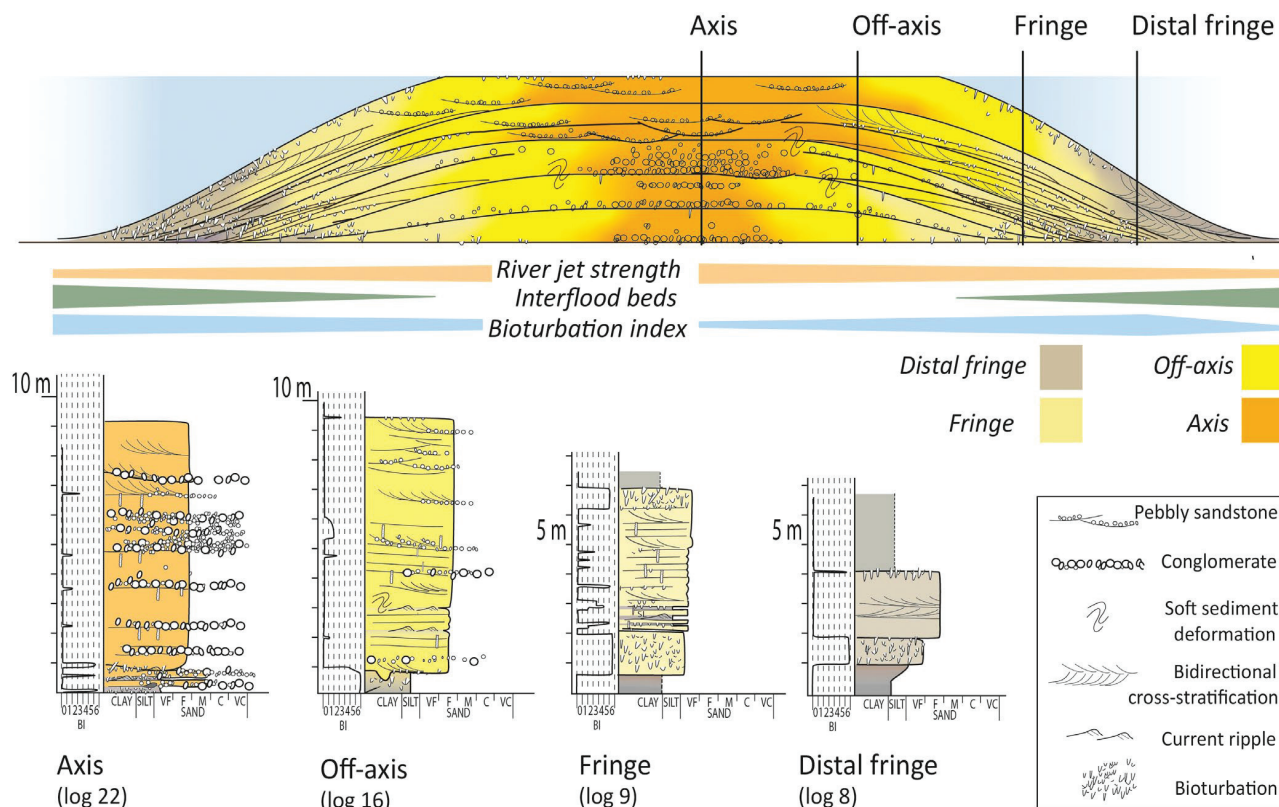 Axis Off-axis Fringe Distal fringe
River jet strength
Interflood beds
Bioturbation index
Distal fringe Off-axis
Fringe Axis
10 m
0123456
BI
CLAY SILT VF F M C VC
SAND
Axis
(log 22)
10 m
0123456
BI
CLAY SILT VF F M C VC
SAND
Off-axis
(log 16)
5 m
0123456
BI
CLAY SILT VF F M C VC
SAND
Fringe
(log 9)
5 m
0123456
BI
CLAY SILT VF F M C VC
SAND
Distal fringe
(log 8)
Pebbly sandstone
Conglomerate
Soft sediment
deformation
Bidirectional
cross-stratification
Current ripple
Bioturbation